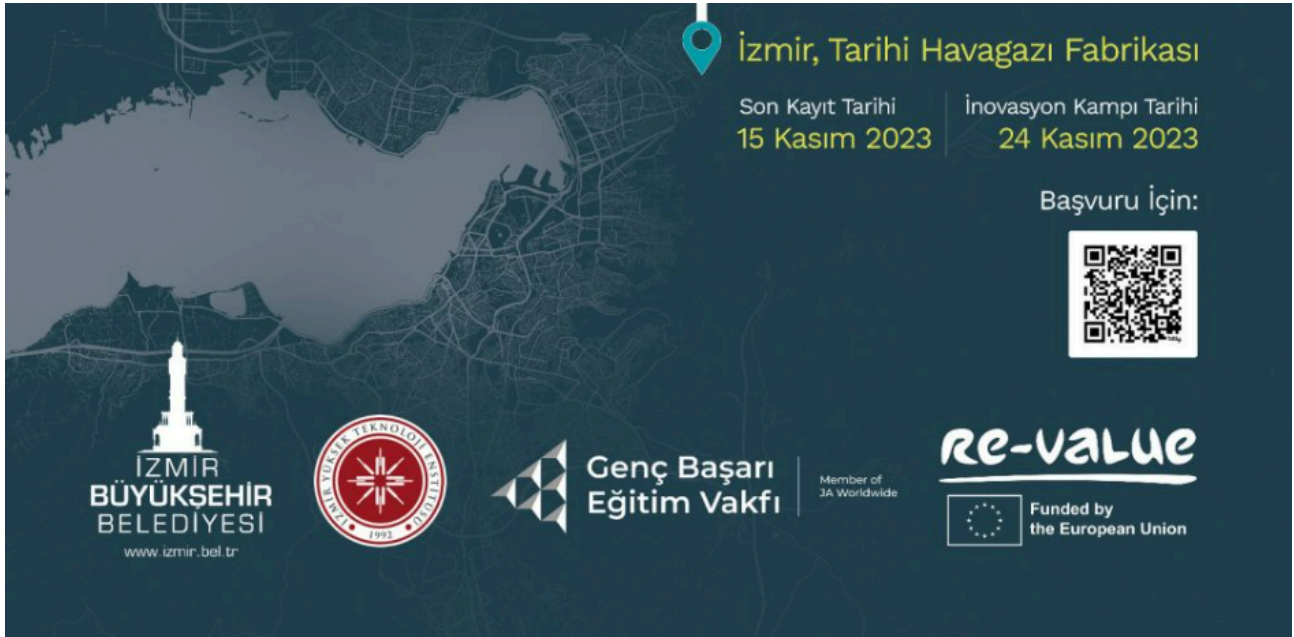 İzmir, Tarihi Havagazı Fabrikası
Son Kayıt Tarihi
15 Kasım 2023
İnovasyon Kampı Tarihi
24 Kasım 2023
Başvuru İçin:
İZMİR
BÜYÜKŞEHİR
BELEDİYESİ
www.izmir.bel.tr
İZMİR YÜKSEK TEKNOLOJİ ENSTİTÜSÜ
1992
Genç Başarı
Eğitim Vakfı
Member of
JA Worldwide
Re-Value
Funded by
the European Union